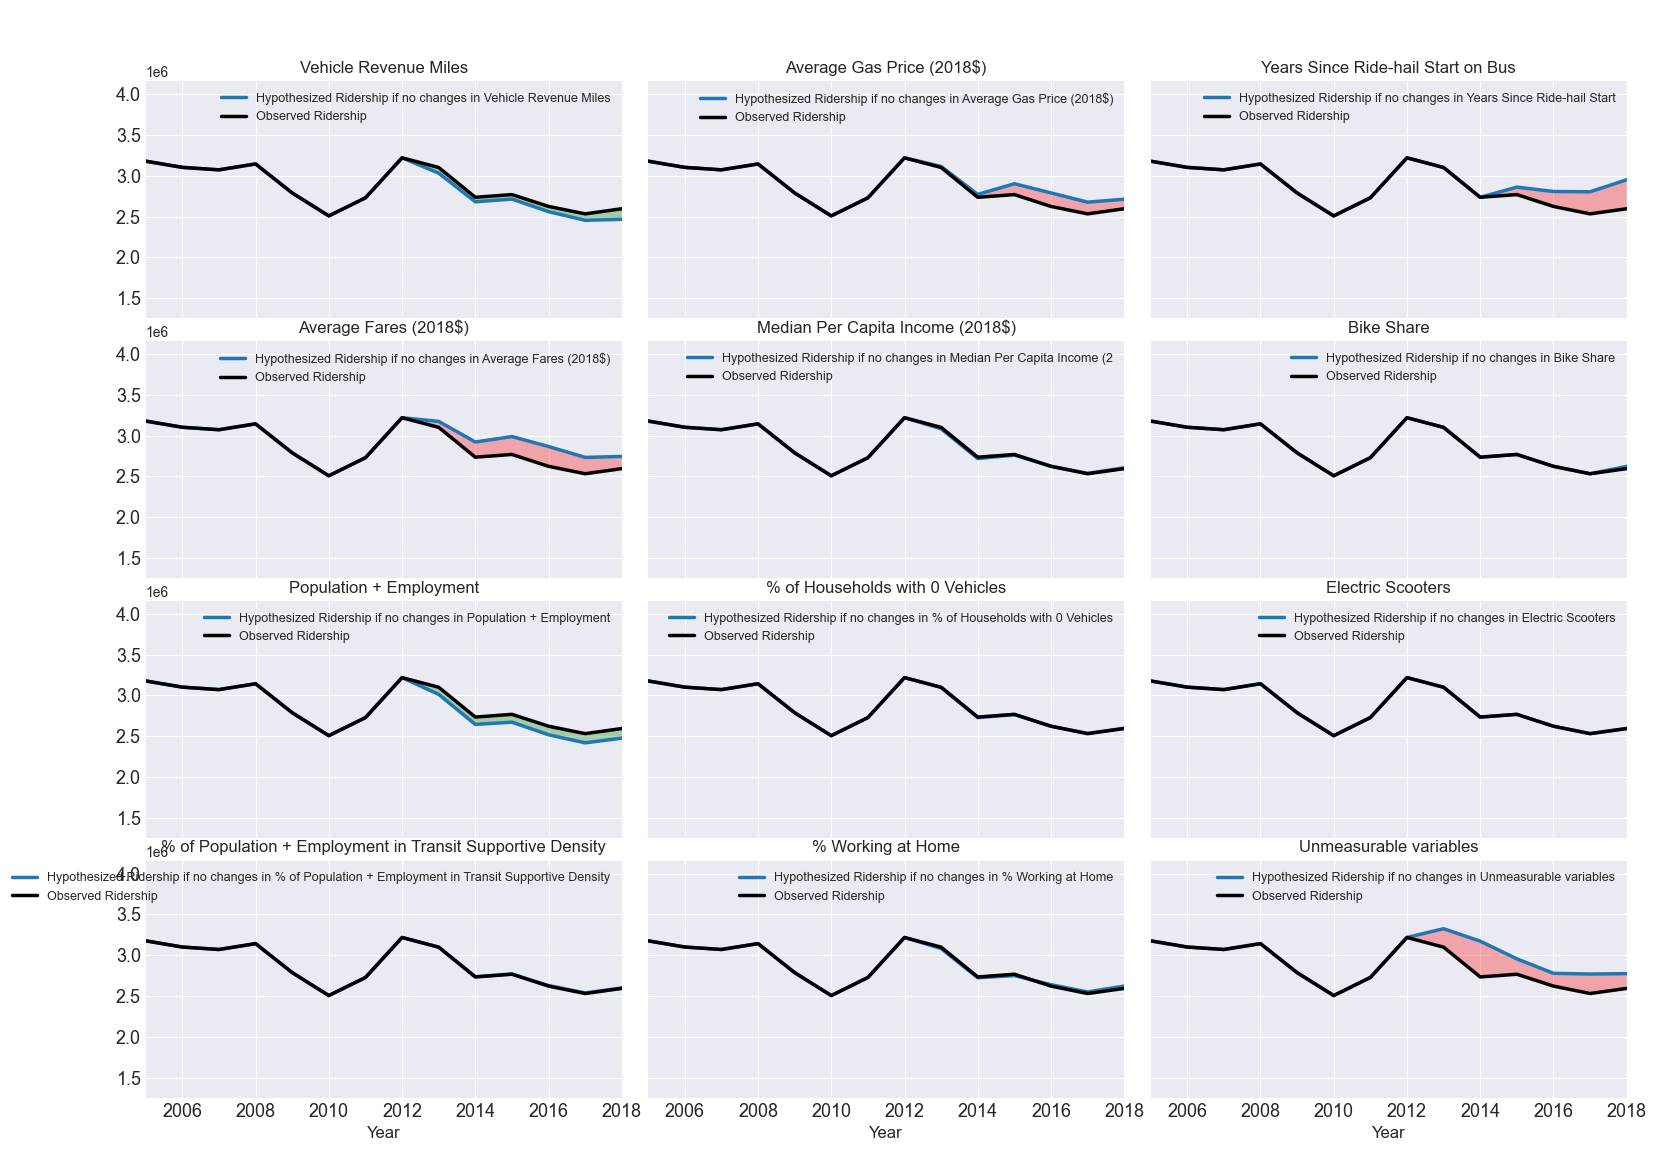 Vehicle Revenue Miles
1e6
Hypothesized Ridership if no changes in Vehicle Revenue Miles
Observed Ridership
4.0
3.5
3.0
2.5
2.0
1.5
Average Gas Price (2018$)
Hypothesized Ridership if no changes in Average Gas Price (2018$)
Observed Ridership
Years Since Ride-hail Start on Bus
Hypothesized Ridership if no changes in Years Since Ride-hail Start
Observed Ridership
Average Fares (2018$)
1e6
Hypothesized Ridership if no changes in Average Fares (2018$)
Observed Ridership
4.0
3.5
3.0
2.5
2.0
1.5
Median Per Capita Income (2018$)
Hypothesized Ridership if no changes in Median Per Capita Income (2
Observed Ridership
Bike Share
Hypothesized Ridership if no changes in Bike Share
Observed Ridership
Population + Employment
1e6
Hypothesized Ridership if no changes in Population + Employment
Observed Ridership
4.0
3.5
3.0
2.5
2.0
1.5
% of Households with 0 Vehicles
Hypothesized Ridership if no changes in % of Households with 0 Vehicles
Observed Ridership
Electric Scooters
Hypothesized Ridership if no changes in Electric Scooters
Observed Ridership
% of Population + Employment in Transit Supportive Density
1e6
Hypothesized Ridership if no changes in % of Population + Employment in Transit Supportive Density
Observed Ridership
4.0
3.5
3.0
2.5
2.0
1.5
2006 2008 2010 2012 2014 2016 2018
Year
% Working at Home
Hypothesized Ridership if no changes in % Working at Home
Observed Ridership
2006 2008 2010 2012 2014 2016 2018
Year
Unmeasurable variables
Hypothesized Ridership if no changes in Unmeasurable variables
Observed Ridership
2006 2008 2010 2012 2014 2016 2018
Year